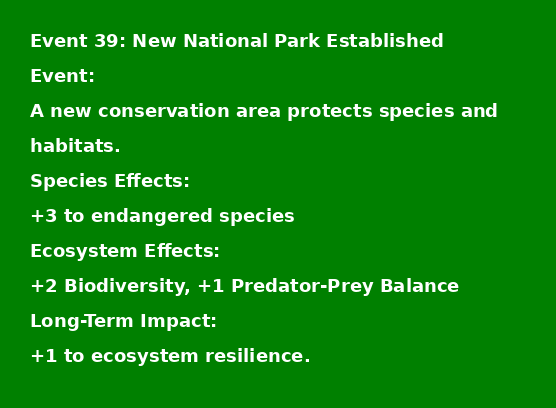 Event 39: New National Park Established
Event:
A new conservation area protects species and
habitats.
Species Effects:
+3 to endangered species
Ecosystem Effects:
+2 Biodiversity, +1 Predator-Prey Balance
Long-Term Impact:
+1 to ecosystem resilience.